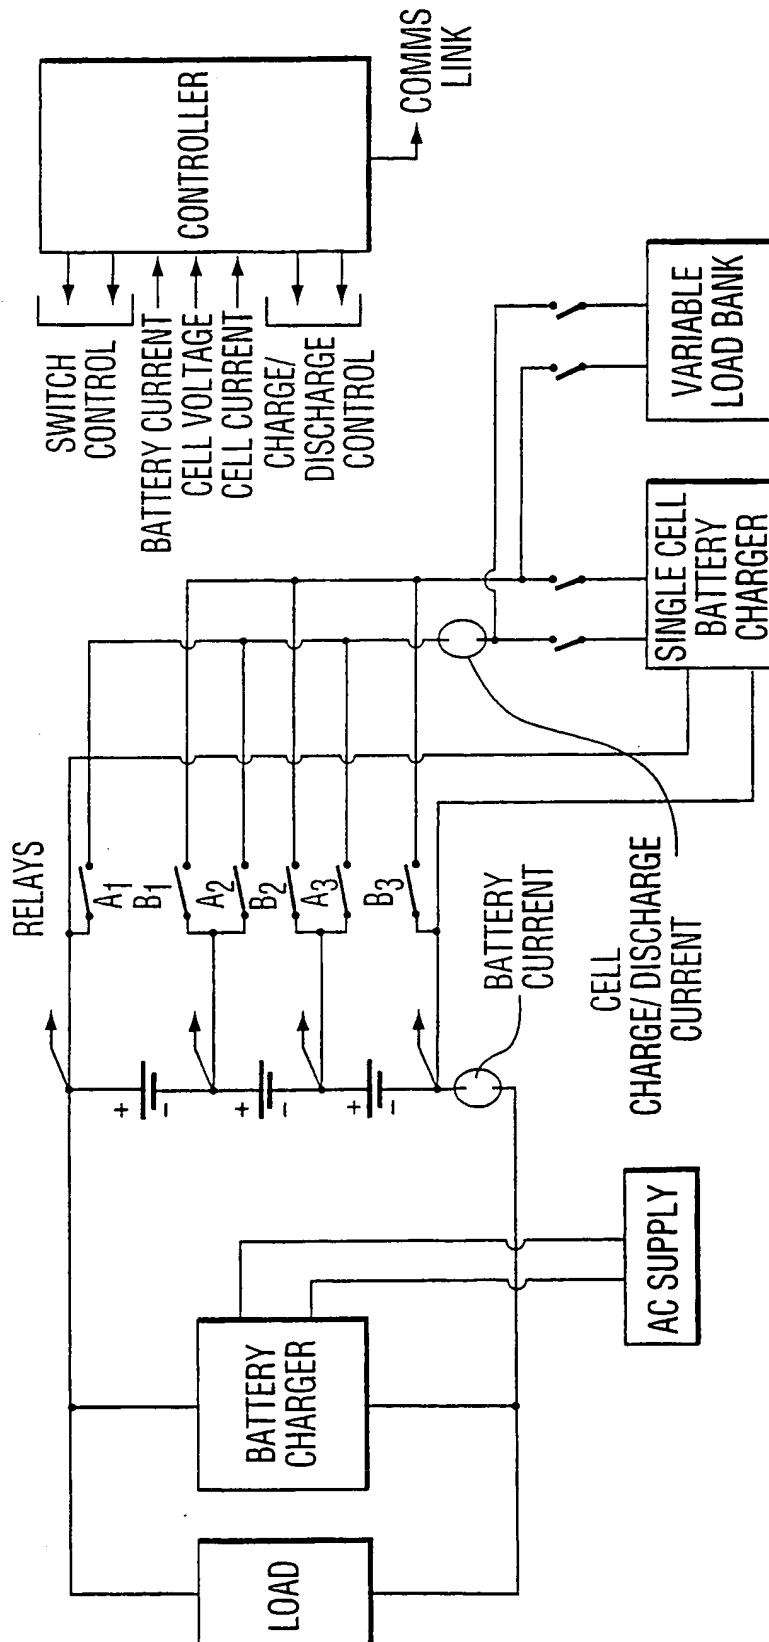 LOAD
BATTERY
CHARGER
AC SUPPLY
+
-
+
-
+
-
BATTERY
CURRENT
CELL
CHARGE/DISCHARGE
CURRENT
RELAYS
A1
B1
A2
B2
A3
B3
SINGLE CELL
BATTERY
CHARGER
VARIABLE
LOAD BANK
SWITCH
CONTROL
BATTERY CURRENT
CELL VOLTAGE
CELL CURRENT
CHARGE/
DISCHARGE
CONTROL
CONTROLLER
COMMS
LINK